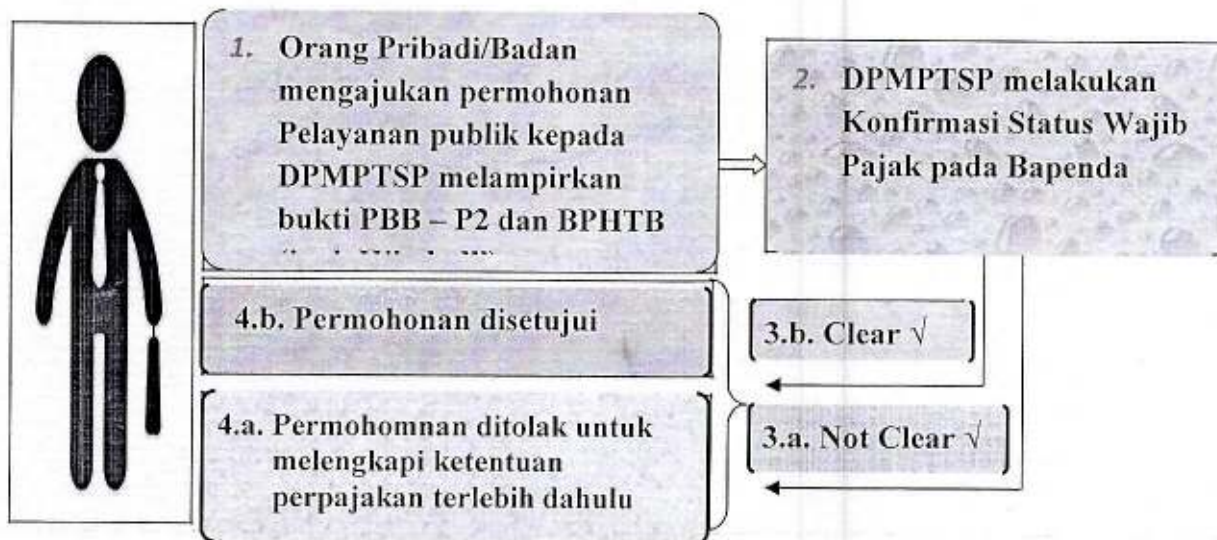 1. Orang Pribadi/Badan
mengajukan permohonan
Pelayanan publik kepada
DPMPTSP melampirkan
bukti PBB – P2 dan BPHTB
2. DPMPTSP melakukan
Konfirmasi Status Wajib
Pajak pada Bapenda
4.b. Permohonan disetujui
3.b. Clear √
4.a. Permohomnan ditolak untuk
melengkapi ketentuan
perpajakan terlebih dahulu
3.a. Not Clear √